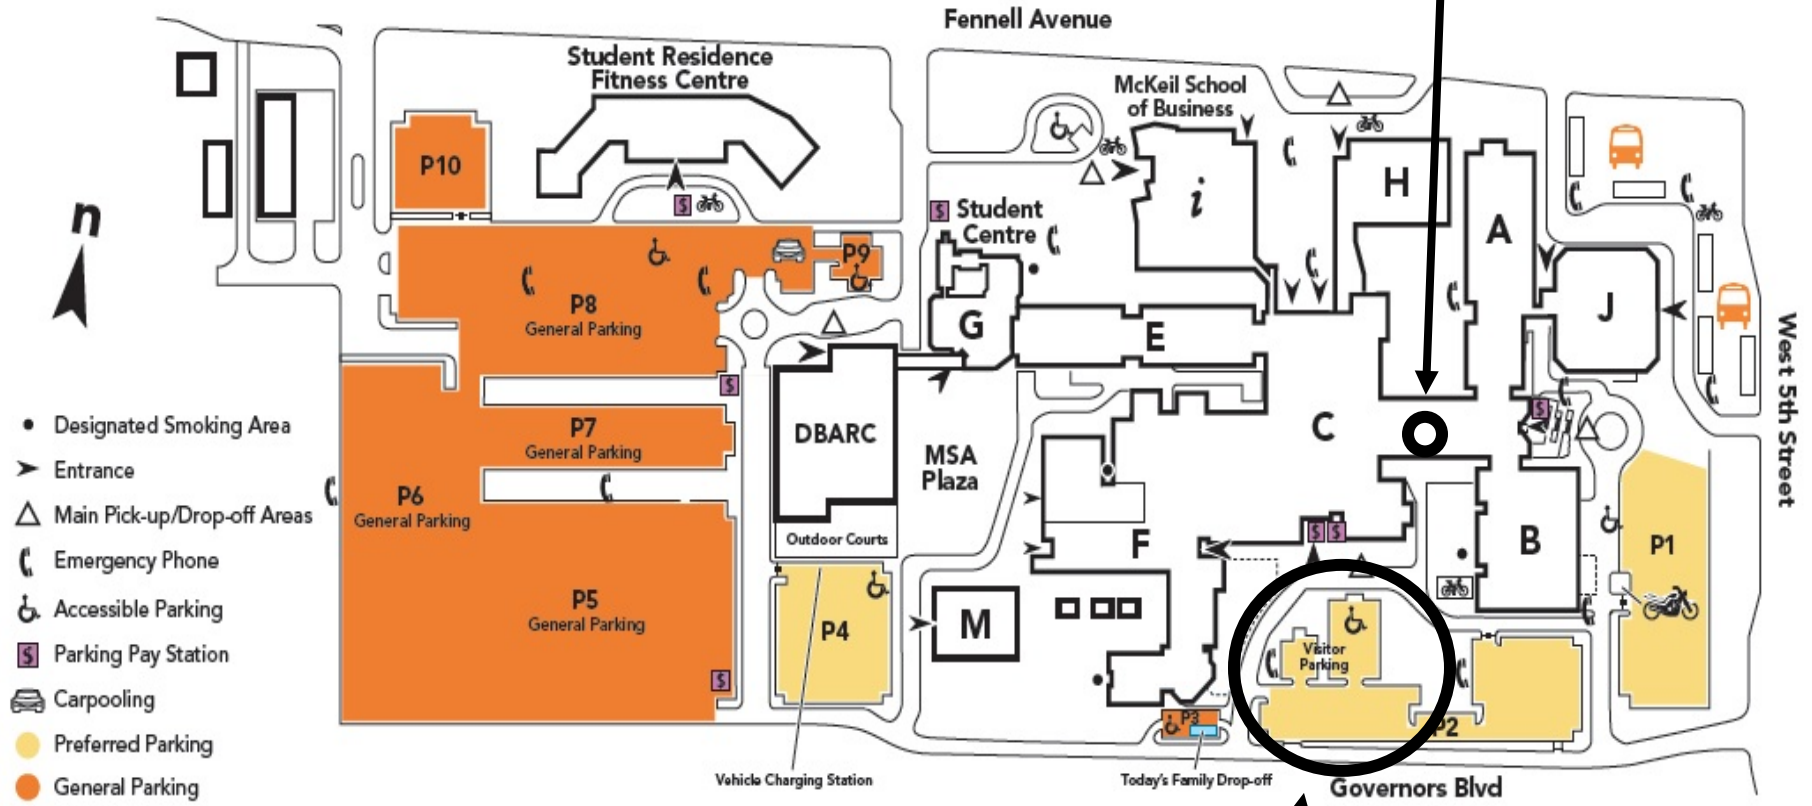 Fennell Avenue
Student Residence
Fitness Centre
McKeil School
of Business
P10
n
$
i
H
A
$ Student
Centre
P9
P8
General Parking
G
E
J
West 5th Street
$
$
P7
General Parking
DBARC
MSA
Plaza
C
P6
General Parking
Outdoor Courts
F
$ $
B
P1
P5
General Parking
P4
M
Visitor
Parking
$
P3
P2
Vehicle Charging Station
Today's Family Drop-off
Governors Blvd
Designated Smoking Area
Entrance
Main Pick-up/Drop-off Areas
Emergency Phone
Accessible Parking
$ Parking Pay Station
Carpooling
Preferred Parking
General Parking